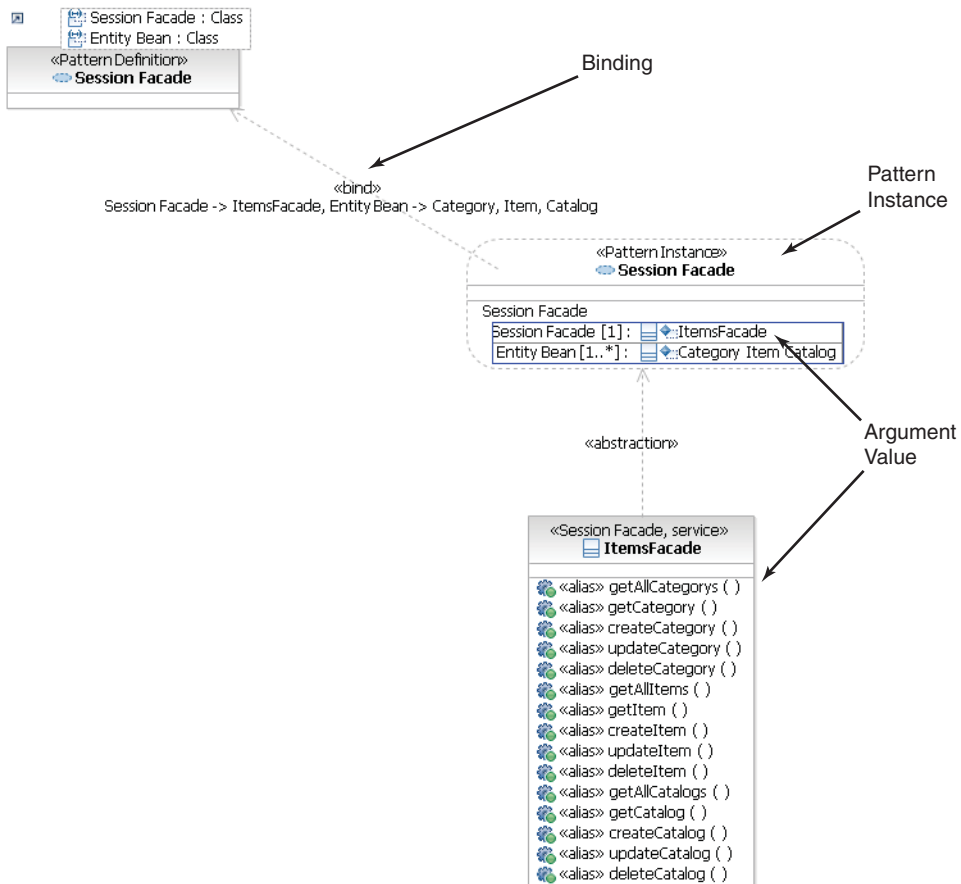 Session Facade : Class
Entity Bean : Class
«Pattern Definition»
Session Facade
Binding
«bind»
Session Facade -> ItemsFacade, Entity Bean -> Category, Item, Catalog
Pattern
Instance
«Pattern Instance»
Session Facade
Session Facade
Session Facade [1] : :ItemsFacade
Entity Bean [1..*] : :Category Item Catalog
Argument
Value
«abstraction»
«Session Facade, service»
ItemsFacade
«alias» getAllCategorys ( )
«alias» getCategory ( )
«alias» createCategory ( )
«alias» updateCategory ( )
«alias» deleteCategory ( )
«alias» getAllItems ( )
«alias» getItem ( )
«alias» createItem ( )
«alias» updateItem ( )
«alias» deleteItem ( )
«alias» getAllCatalogs ( )
«alias» getCatalog ( )
«alias» createCatalog ( )
«alias» updateCatalog ( )
«alias» deleteCatalog ( )